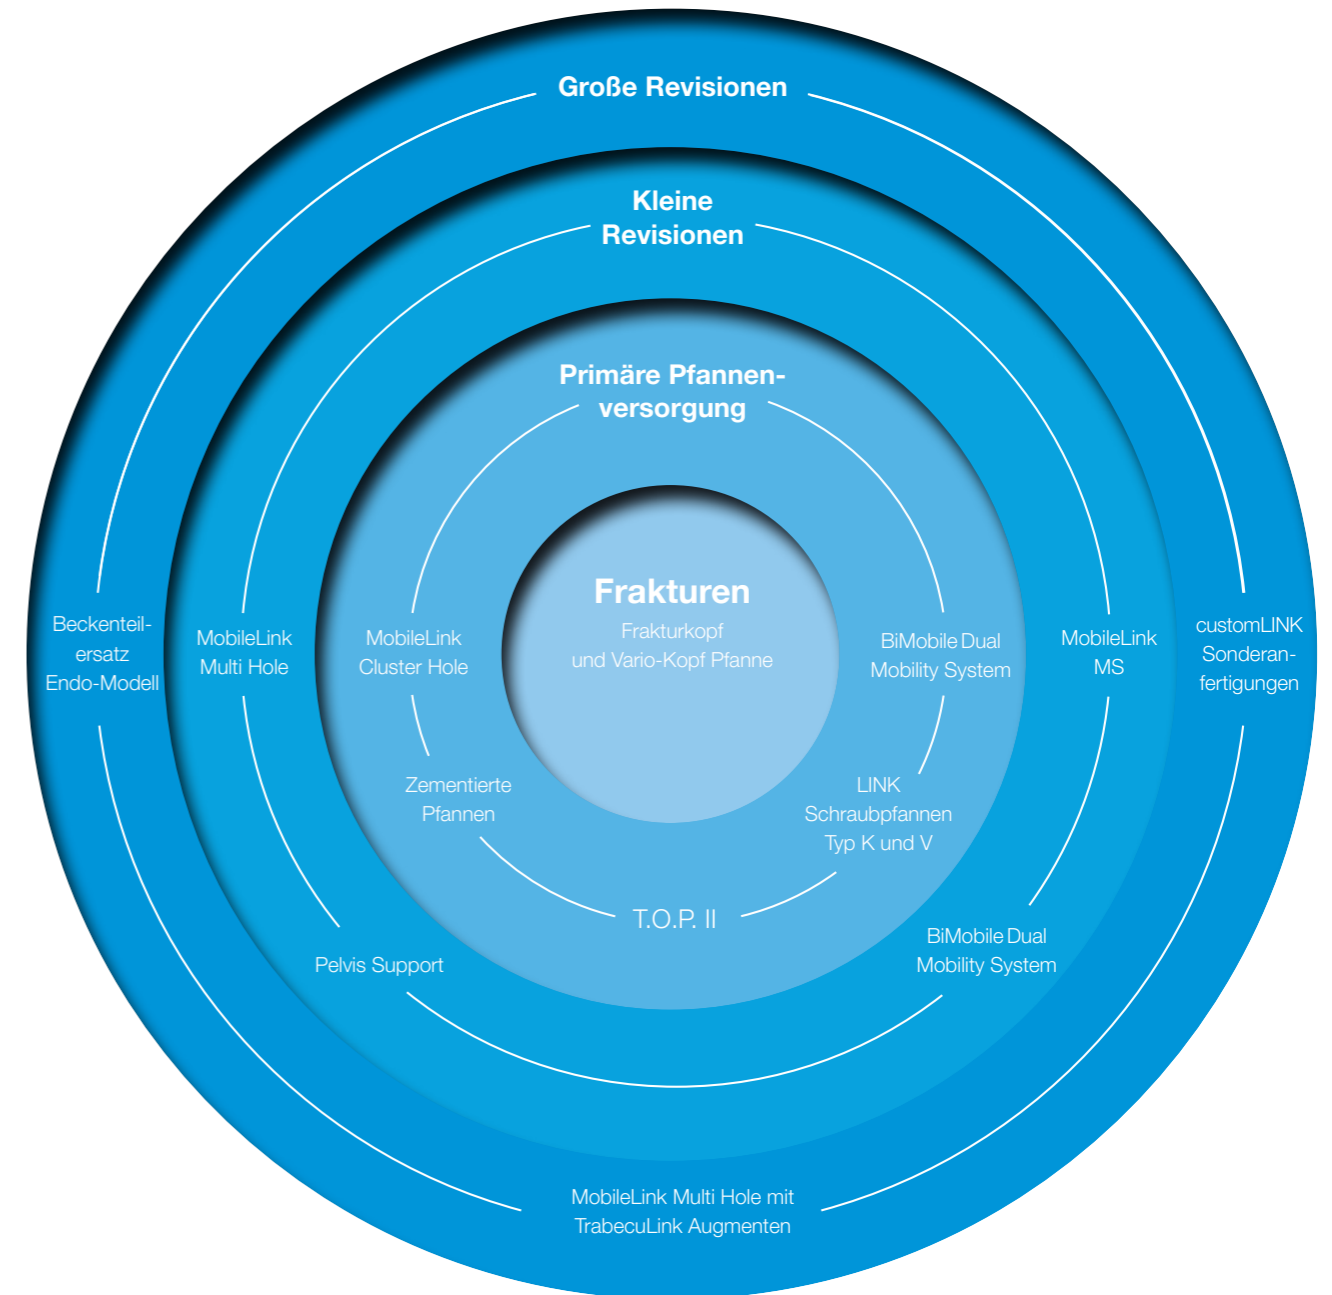 Große Revisionen
Kleine
Revisionen
Primäre Pfannen-
versorgung
Frakturen
Frakturkopf
und Vario-Kopf Pfanne
Beckenteil-
ersatz
Endo-Modell
MobileLink
Multi Hole
MobileLink
Cluster Hole
BiMobile Dual
Mobility System
MobileLink
MS
customLINK
Sonderan-
fertigungen
Zementierte
Pfannen
LINK
Schraubpfannen
Typ K und V
T.O.P. II
Pelvis Support
BiMobile Dual
Mobility System
MobileLink Multi Hole mit
TrabecuLink Augmenten